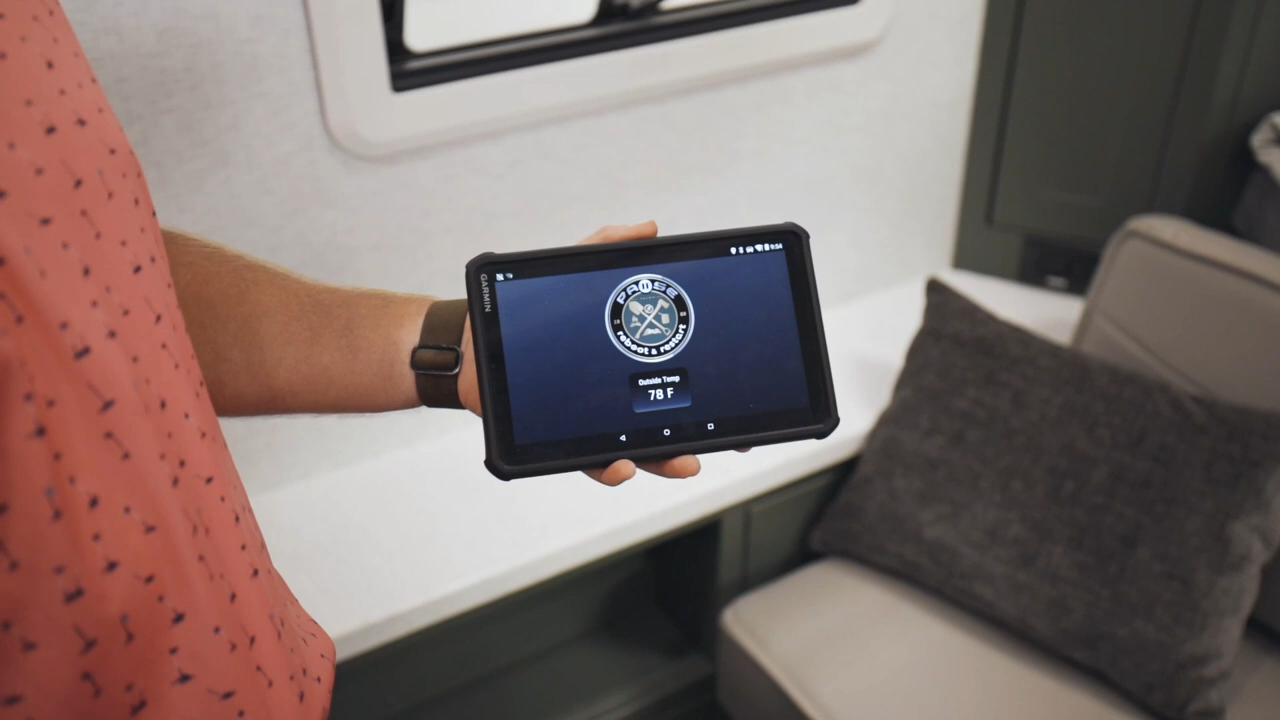 GARMIN
9:54
PAUSE
reboot & restart
Outside Temp
78 F